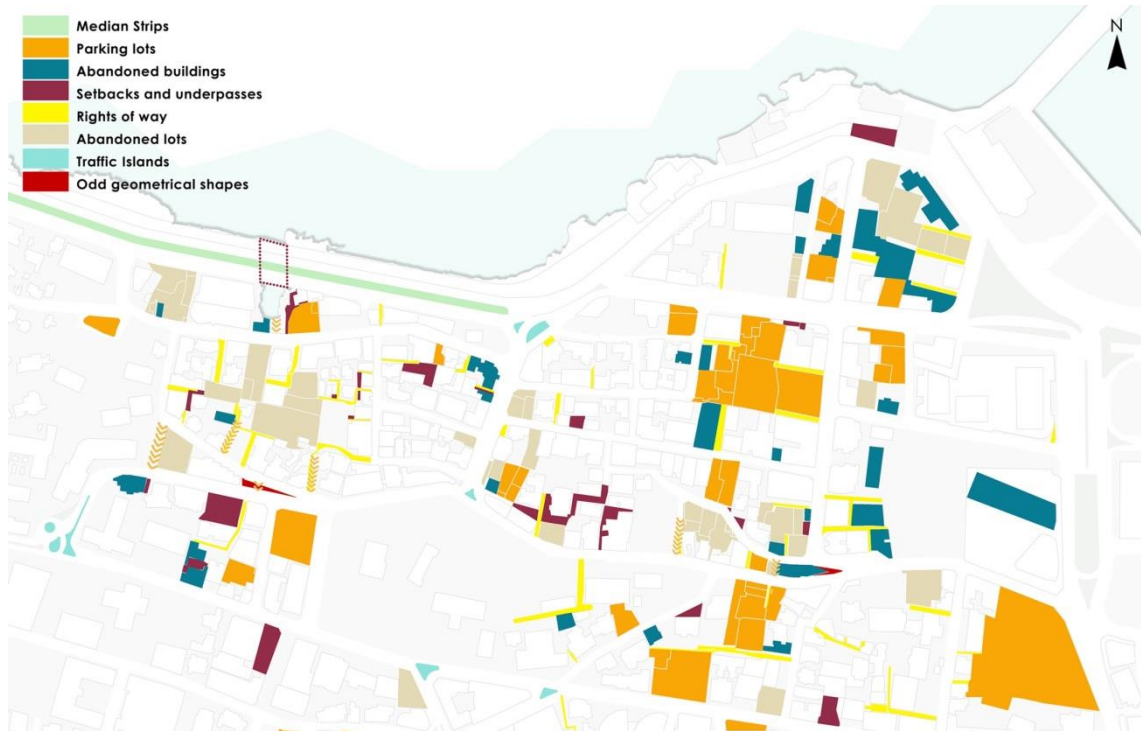 Median Strips
Parking lots
Abandoned buildings
Setbacks and underpasses
Rights of way
Abandoned lots
Traffic Islands
Odd geometrical shapes
N